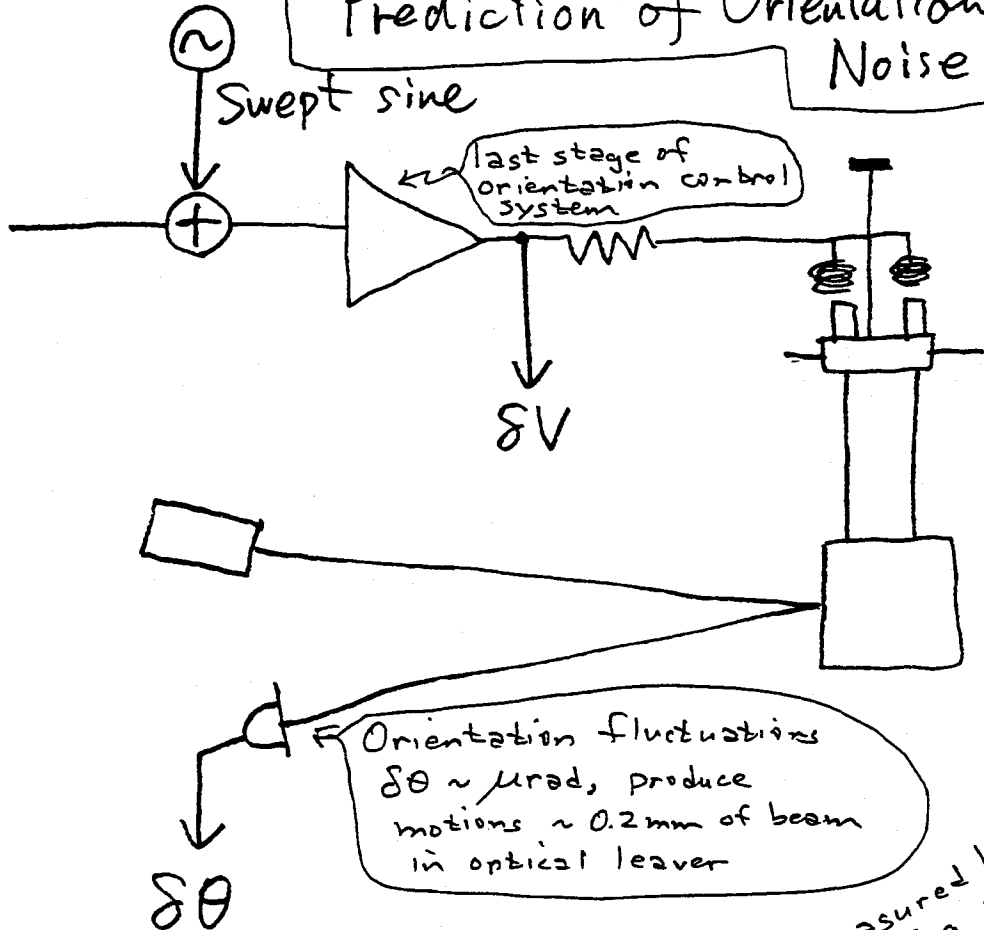 Prediction of Orientation
Noise
~
Swept sine
last stage of
orientation control
system
+
δV
Orientation fluctuations
δθ ~ μrad, produce
motions ~ 0.2mm of beam
in optical leaver
δθ